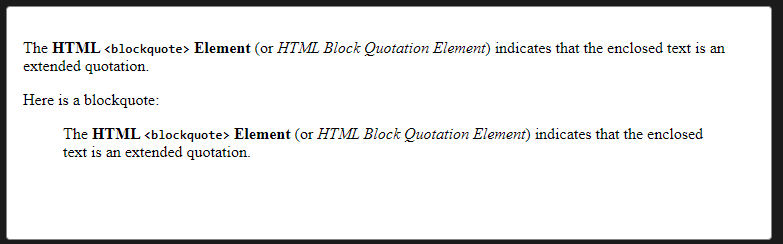 The HTML <blockquote> Element (or HTML Block Quotation Element) indicates that the enclosed text is an
extended quotation.
Here is a blockquote:
The HTML <blockquote> Element (or HTML Block Quotation Element) indicates that the enclosed
text is an extended quotation.